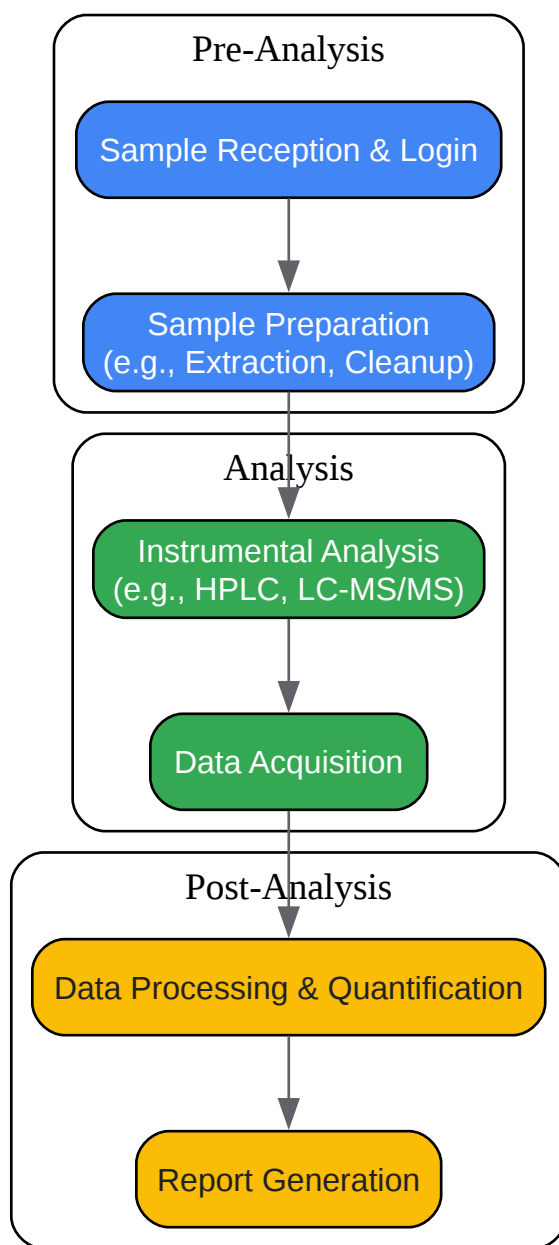 Pre-Analysis
Sample Reception & Login
Sample Preparation
(e.g., Extraction, Cleanup)
Analysis
Instrumental Analysis
(e.g., HPLC, LC-MS/MS)
Data Acquisition
Post-Analysis
Data Processing & Quantification
Report Generation